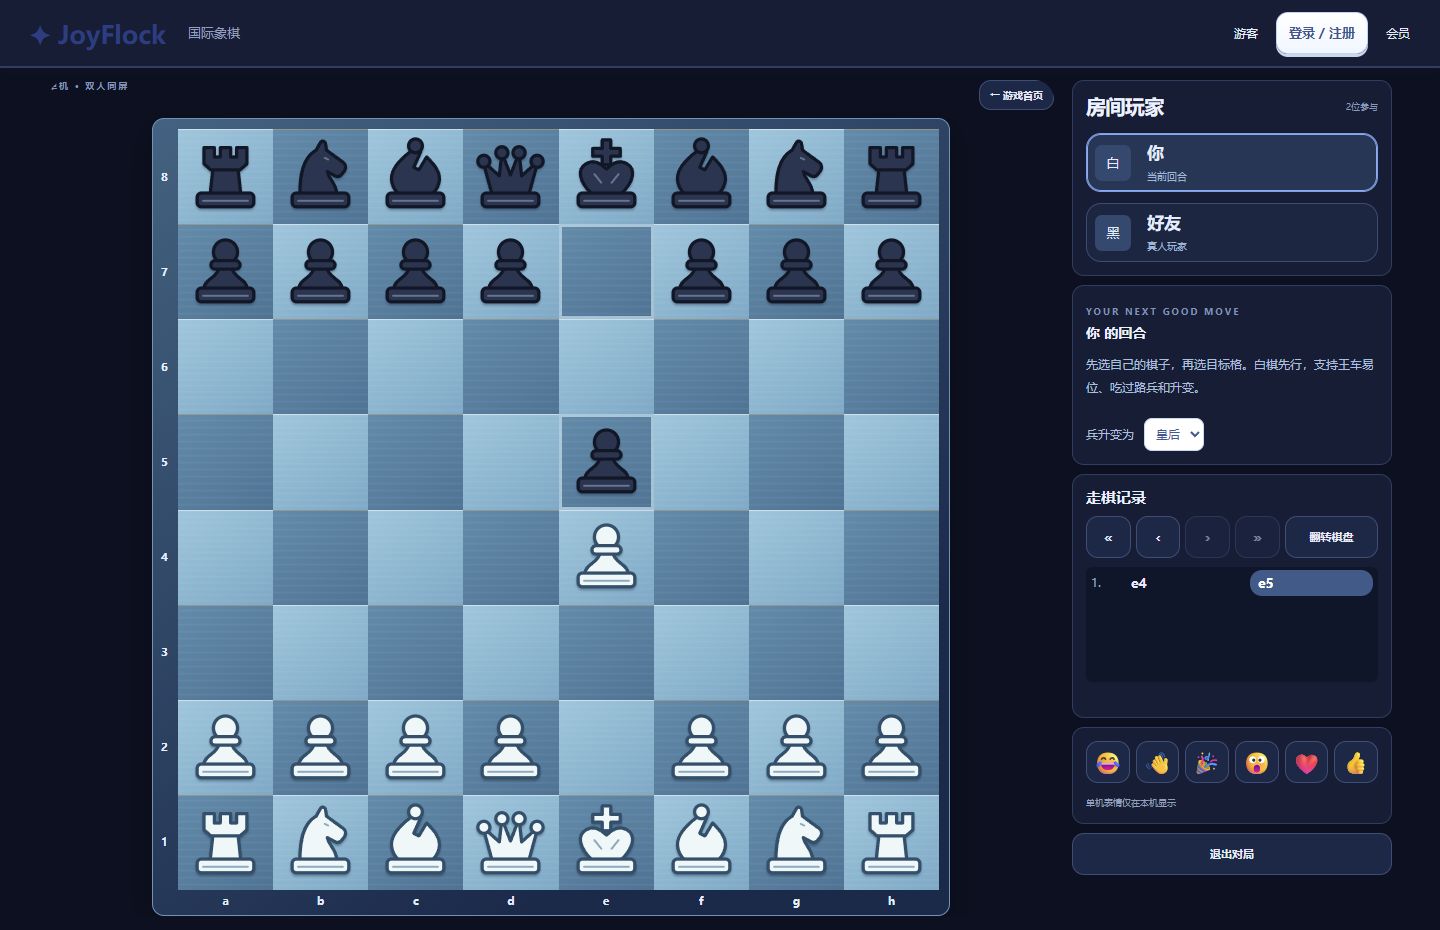 JoyFlock 国际象棋 游客 登录 / 注册 会员
机 • 双人同屏
← 游戏首页
房间玩家 2位参与
白 你
当前回合
黑 好友
真人玩家
YOUR NEXT GOOD MOVE
你 的回合
先选自己的棋子，再选目标格。白棋先行，支持王车易
位、吃过路兵和升变。
兵升变为 皇后
走棋记录
« ‹ › » 翻转棋盘
1. e4 e5
单机表情仅在本机显示
退出对局
8
7
6
5
4
3
2
1
a b c d e f g h